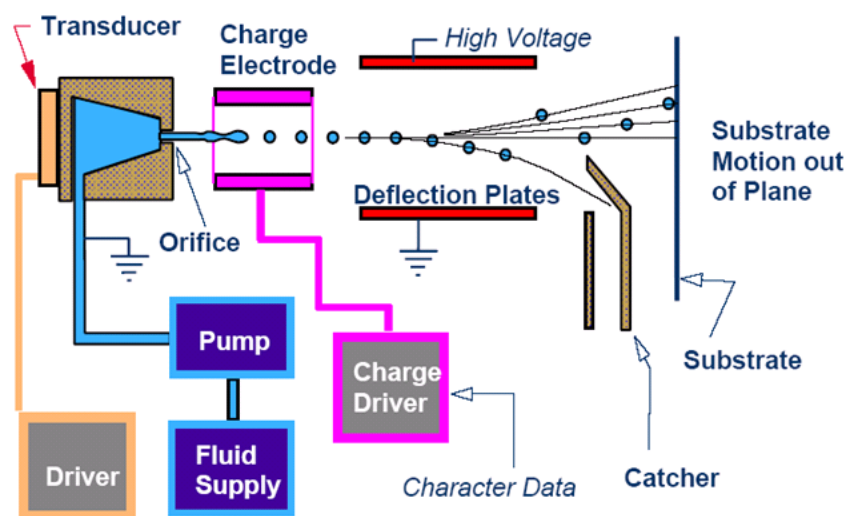 Transducer
Charge
Electrode
High Voltage
Substrate
Motion out
of Plane
Deflection Plates
Orifice
Pump
Charge
Driver
Substrate
Driver
Fluid
Supply
Character Data
Catcher